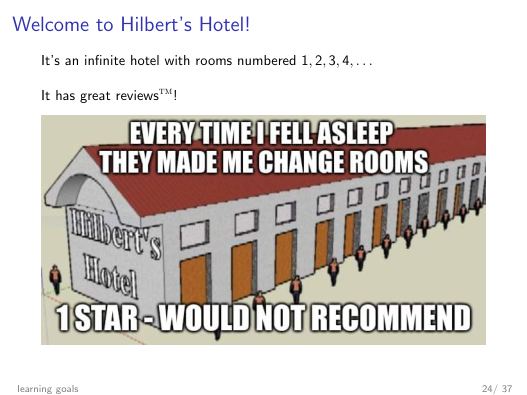 Welcome to Hilbert's Hotel!
It's an infinite hotel with rooms numbered 1, 2, 3, 4, . . .
It has great reviews™!
EVERY TIME I FELL ASLEEP
THEY MADE ME CHANGE ROOMS
Hilbert's
Hotel
1 STAR - WOULD NOT RECOMMEND
learning goals
24/ 37